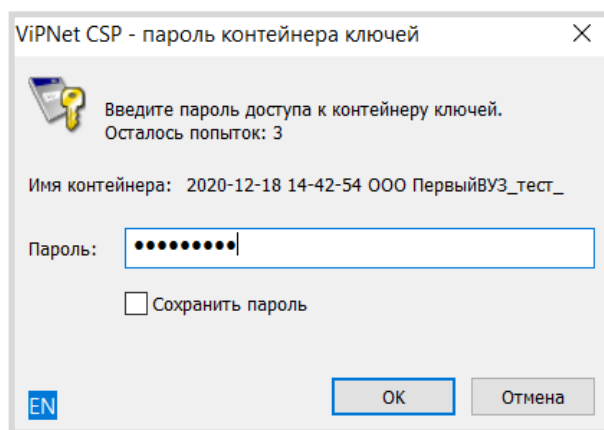 ViPNet CSP - пароль контейнера ключей
Введите пароль доступа к контейнеру ключей.
Осталось попыток: 3
Имя контейнера: 2020-12-18 14-42-54 ООО ПервыйВУЗ_тест_
Пароль: •••••••••
Сохранить пароль
EN OK Отмена